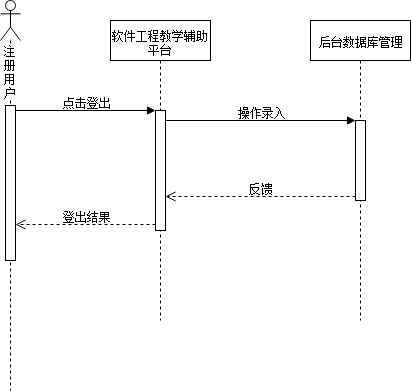 软件工程教学辅助
平台
后台数据库管理
注
册
用
户
点击登出
操作录入
反馈
登出结果